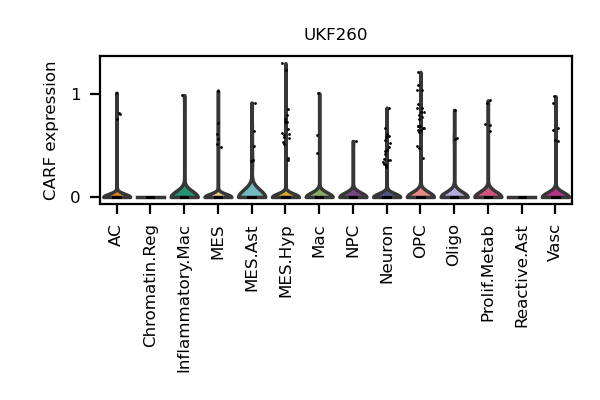 UKF260
CARF expression
1
0
AC
Chromatin.Reg
Inflammatory.Mac
MES
MES.Ast
MES.Hyp
Mac
NPC
Neuron
OPC
Oligo
Prolif.Metab
Reactive.Ast
Vasc